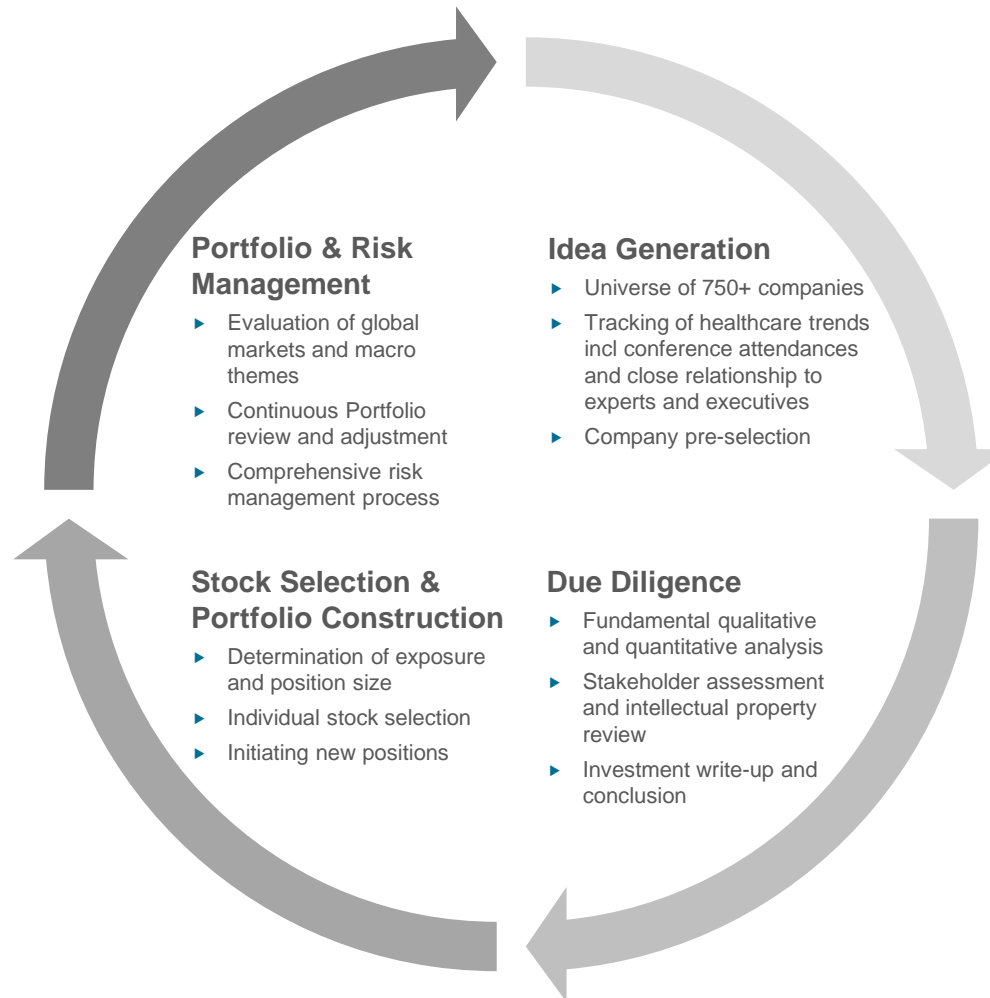 Portfolio & Risk
Management
► Evaluation of global
markets and macro
themes
► Continuous Portfolio
review and adjustment
► Comprehensive risk
management process
Idea Generation
► Universe of 750+ companies
► Tracking of healthcare trends
incl conference attendances
and close relationship to
experts and executives
► Company pre-selection
Stock Selection &
Portfolio Construction
► Determination of exposure
and position size
► Individual stock selection
► Initiating new positions
Due Diligence
► Fundamental qualitative
and quantitative analysis
► Stakeholder assessment
and intellectual property
review
► Investment write-up and
conclusion